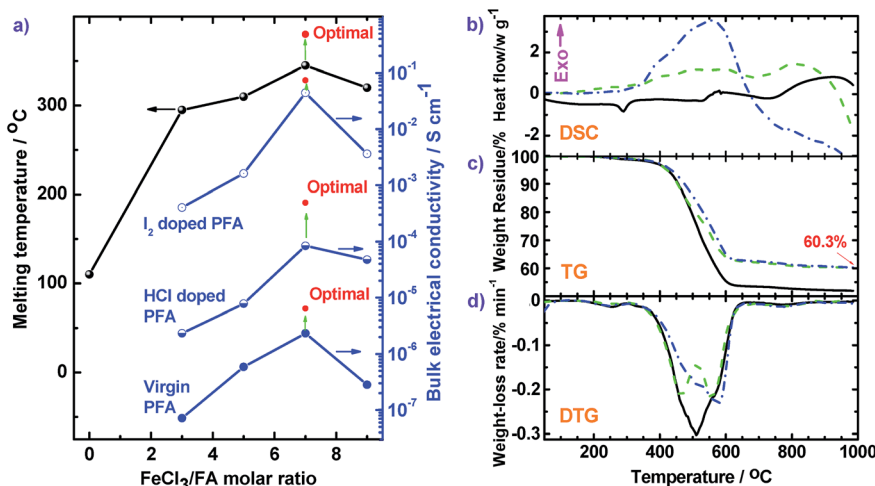 a)
Melting temperature / °C
300
200
100
0
0 2 4 6 8
FeCl3/FA molar ratio
Optimal
I2 doped PFA
Optimal
HCl doped
PFA
Optimal
Virgin
PFA
10⁻¹
10⁻²
10⁻³
10⁻⁴
10⁻⁵
10⁻⁶
10⁻⁷
Bulk electrical conductivity / S cm⁻¹
b)
Heat flow/w g⁻¹
Exo
2
0
-2
DSC
c)
Weight Residue/%
100
90
80
70
60
60.3%
TG
d)
Weight-loss rate/% min⁻¹
0
-0.1
-0.2
-0.3
DTG
200 400 600 800 1000
Temperature / °C